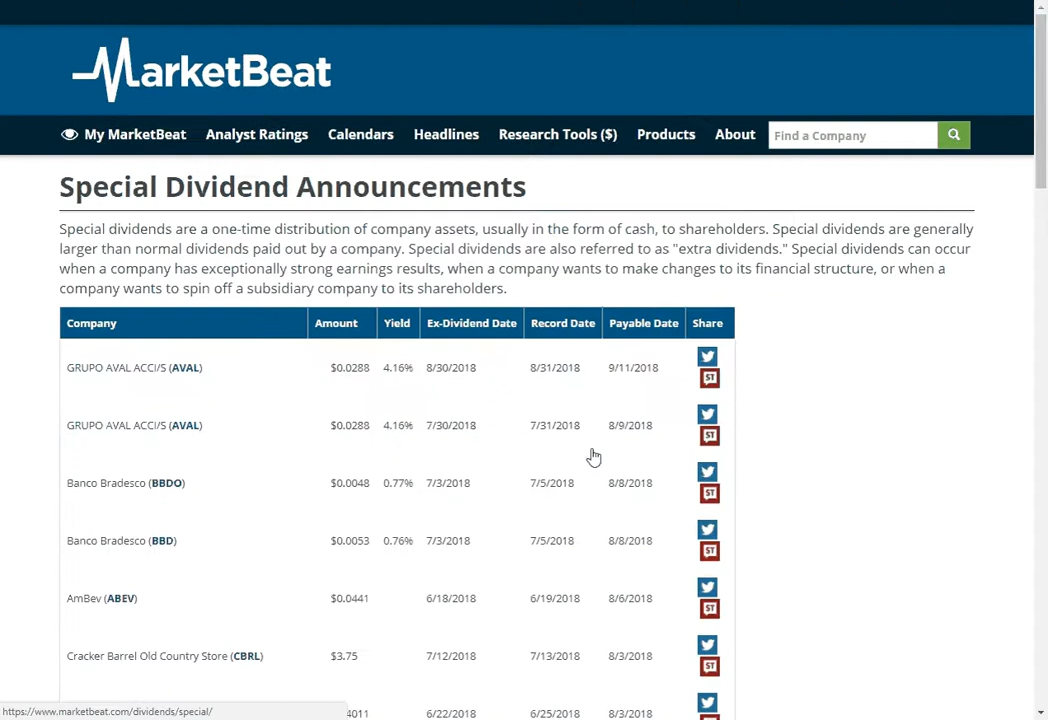 MarketBeat
My MarketBeat Analyst Ratings Calendars Headlines Research Tools ($) Products About Find a Company
Special Dividend Announcements
Special dividends are a one-time distribution of company assets, usually in the form of cash, to shareholders. Special dividends are generally
larger than normal dividends paid out by a company. Special dividends are also referred to as "extra dividends." Special dividends can occur
when a company has exceptionally strong earnings results, when a company wants to make changes to its financial structure, or when a
company wants to spin off a subsidiary company to its shareholders.
Company Amount Yield Ex-Dividend Date Record Date Payable Date Share
GRUPO AVAL ACCI/S (AVAL) $0.0288 4.16% 8/30/2018 8/31/2018 9/11/2018
ST
GRUPO AVAL ACCI/S (AVAL) $0.0288 4.16% 7/30/2018 7/31/2018 8/9/2018
ST
Banco Bradesco (BBDO) $0.0048 0.77% 7/3/2018 7/5/2018 8/8/2018
ST
Banco Bradesco (BBD) $0.0053 0.76% 7/3/2018 7/5/2018 8/8/2018
ST
AmBev (ABEV) $0.0441 6/18/2018 6/19/2018 8/6/2018
ST
Cracker Barrel Old Country Store (CBRL) $3.75 7/12/2018 7/13/2018 8/3/2018
ST
4011 6/22/2018 6/25/2018 8/3/2018
https://www.marketbeat.com/dividends/special/